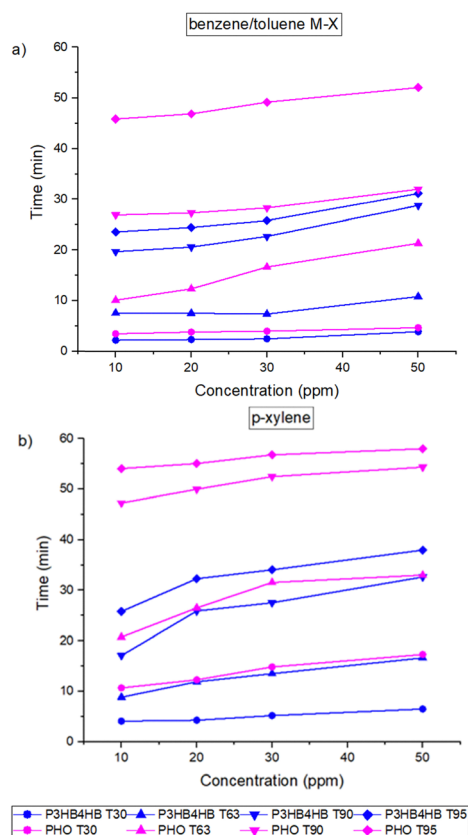 benzene/toluene M-X
a)
60
50
40
30
20
10
0
Time (min)
10 20 30 40 50
Concentration (ppm)
p-xylene
b)
60
50
40
30
20
10
0
Time (min)
10 20 30 40 50
Concentration (ppm)
P3HB4HB T30 P3HB4HB T63 P3HB4HB T90 P3HB4HB T95
PHO T30 PHO T63 PHO T90 PHO T95